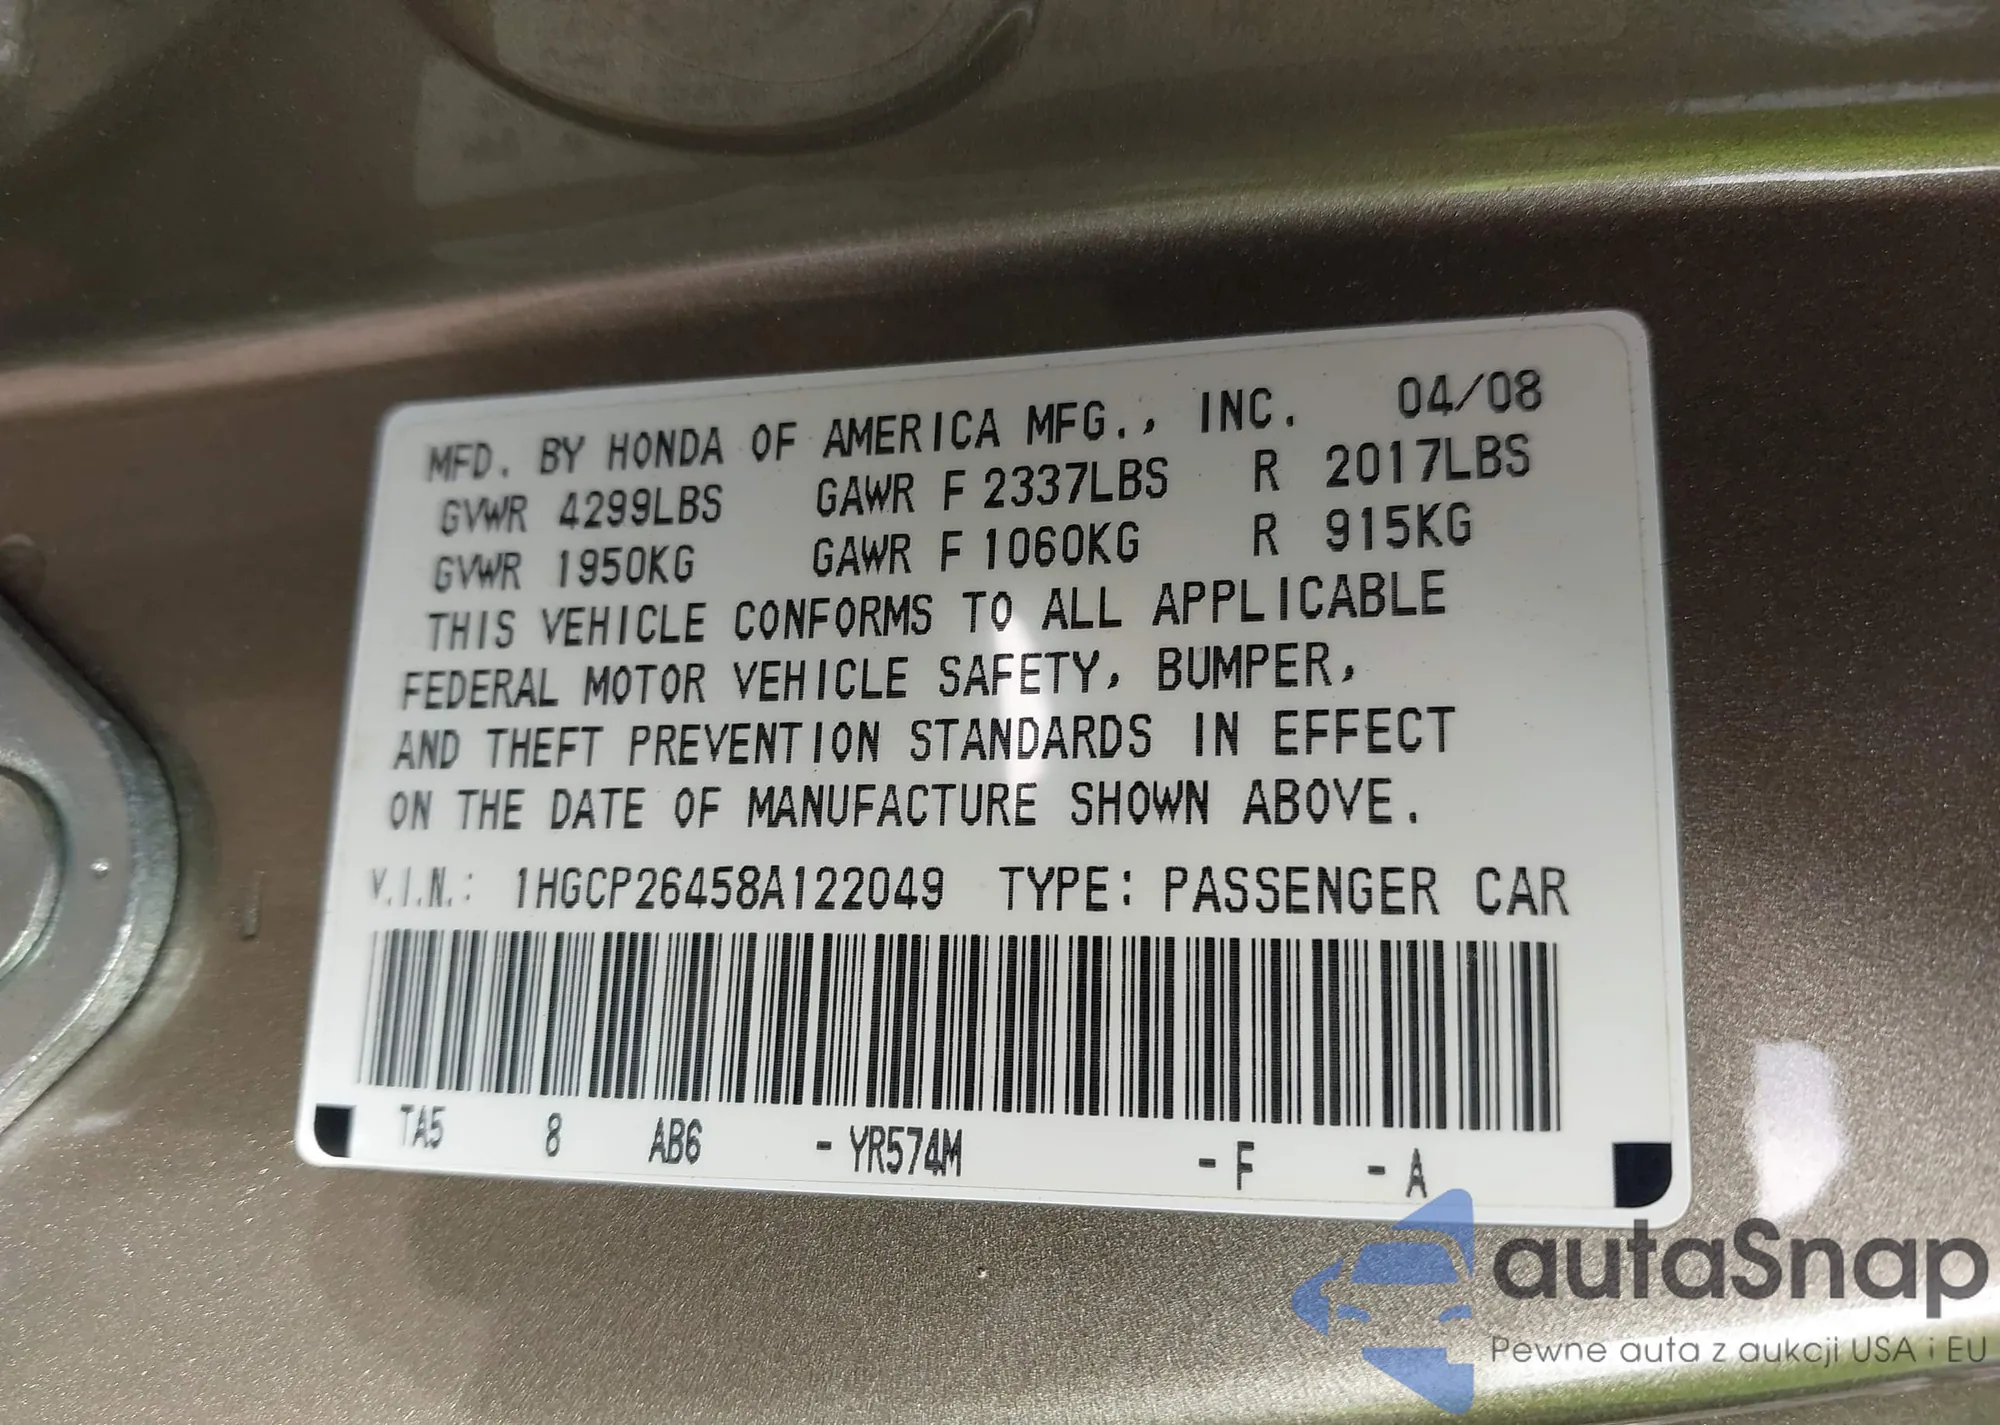 MFD. BY HONDA OF AMERICA MFG., INC. 04/08
GVWR 4299LBS GAWR F 2337LBS R 2017LBS
GVWR 1950KG GAWR F 1060KG R 915KG
THIS VEHICLE CONFORMS TO ALL APPLICABLE
FEDERAL MOTOR VEHICLE SAFETY, BUMPER,
AND THEFT PREVENTION STANDARDS IN EFFECT
ON THE DATE OF MANUFACTURE SHOWN ABOVE.
V.I.N.: 1HGCP26458A122049 TYPE: PASSENGER CAR
TA5 8 AB6 - YR574M - F - A
autaSnap
Pewne auta z aukcji USA i EU